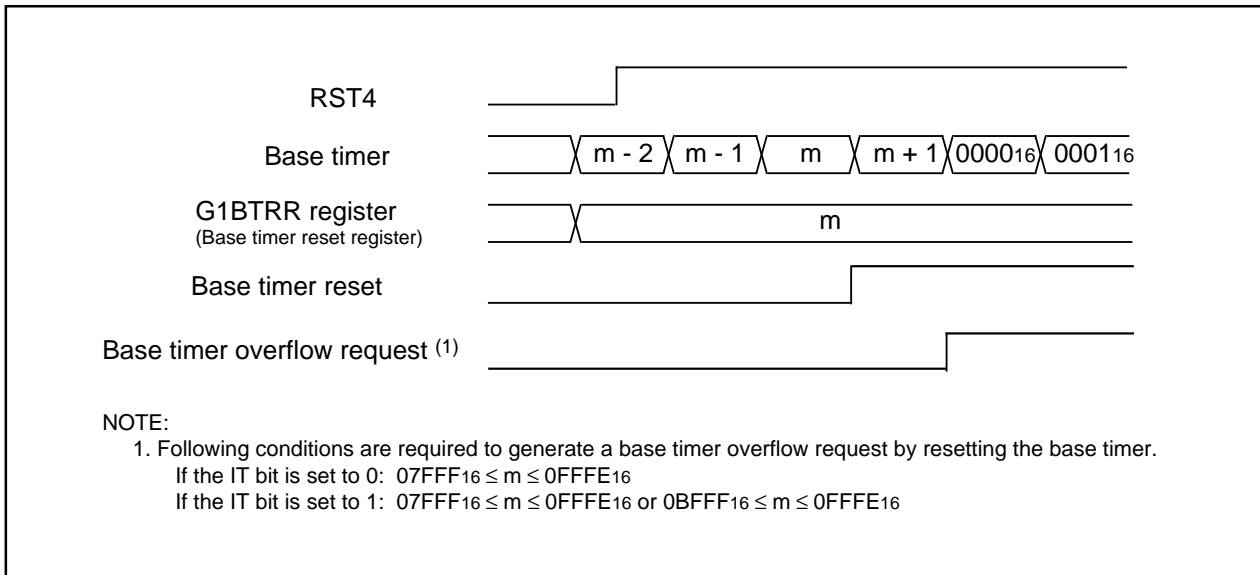 RST4
Base timer
m - 2 m - 1 m m + 1 000016 000116
G1BTRR register
(Base timer reset register)
m
Base timer reset
Base timer overflow request (1)
NOTE:
1. Following conditions are required to generate a base timer overflow request by resetting the base timer.
If the IT bit is set to 0: 07FFF16 ≤ m ≤ 0FFFE16
If the IT bit is set to 1: 07FFF16 ≤ m ≤ 0FFFE16 or 0BFFF16 ≤ m ≤ 0FFFE16